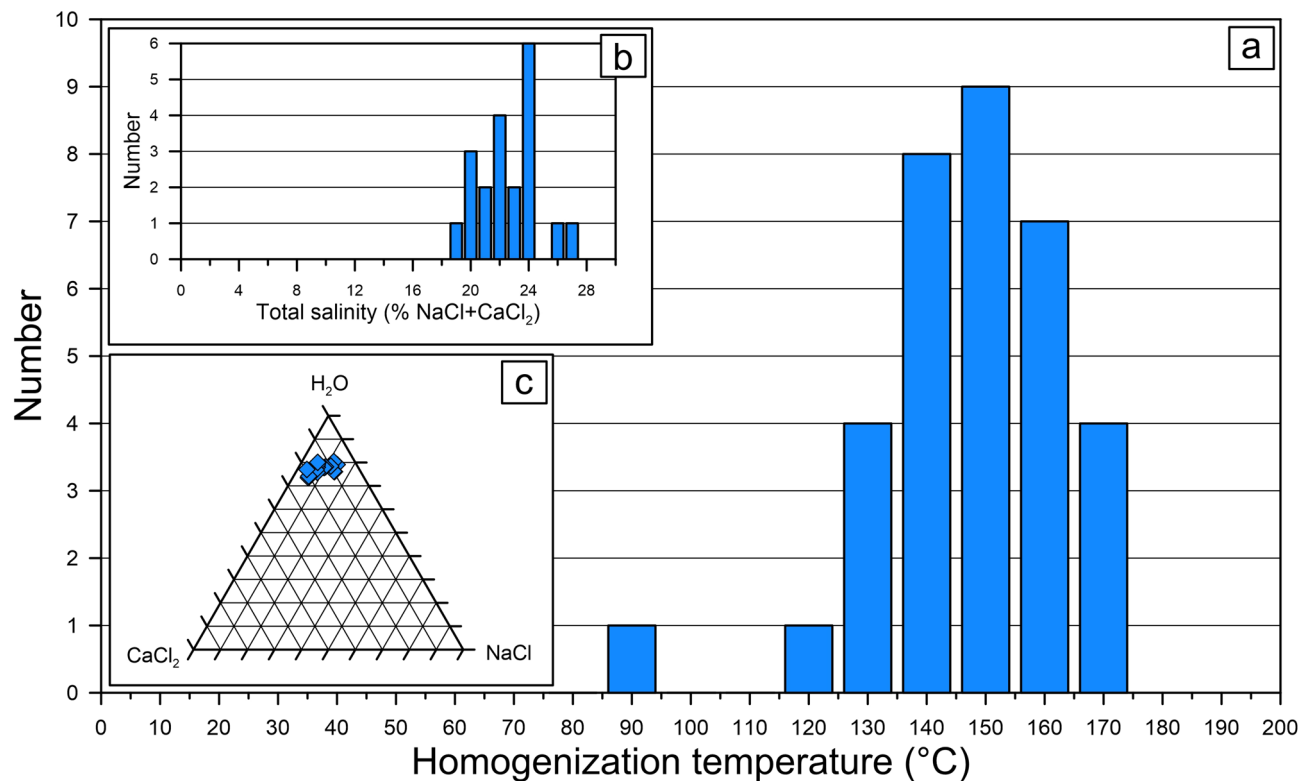 a
Number
10
9
8
7
6
5
4
3
2
1
0
0 10 20 30 40 50 60 70 80 90 100 110 120 130 140 150 160 170 180 190 200
Homogenization temperature (°C)
b
Number
6
5
4
3
2
1
0
0 4 8 12 16 20 24 28
Total salinity (% NaCl+CaCl₂)
c
H₂O
CaCl₂ NaCl